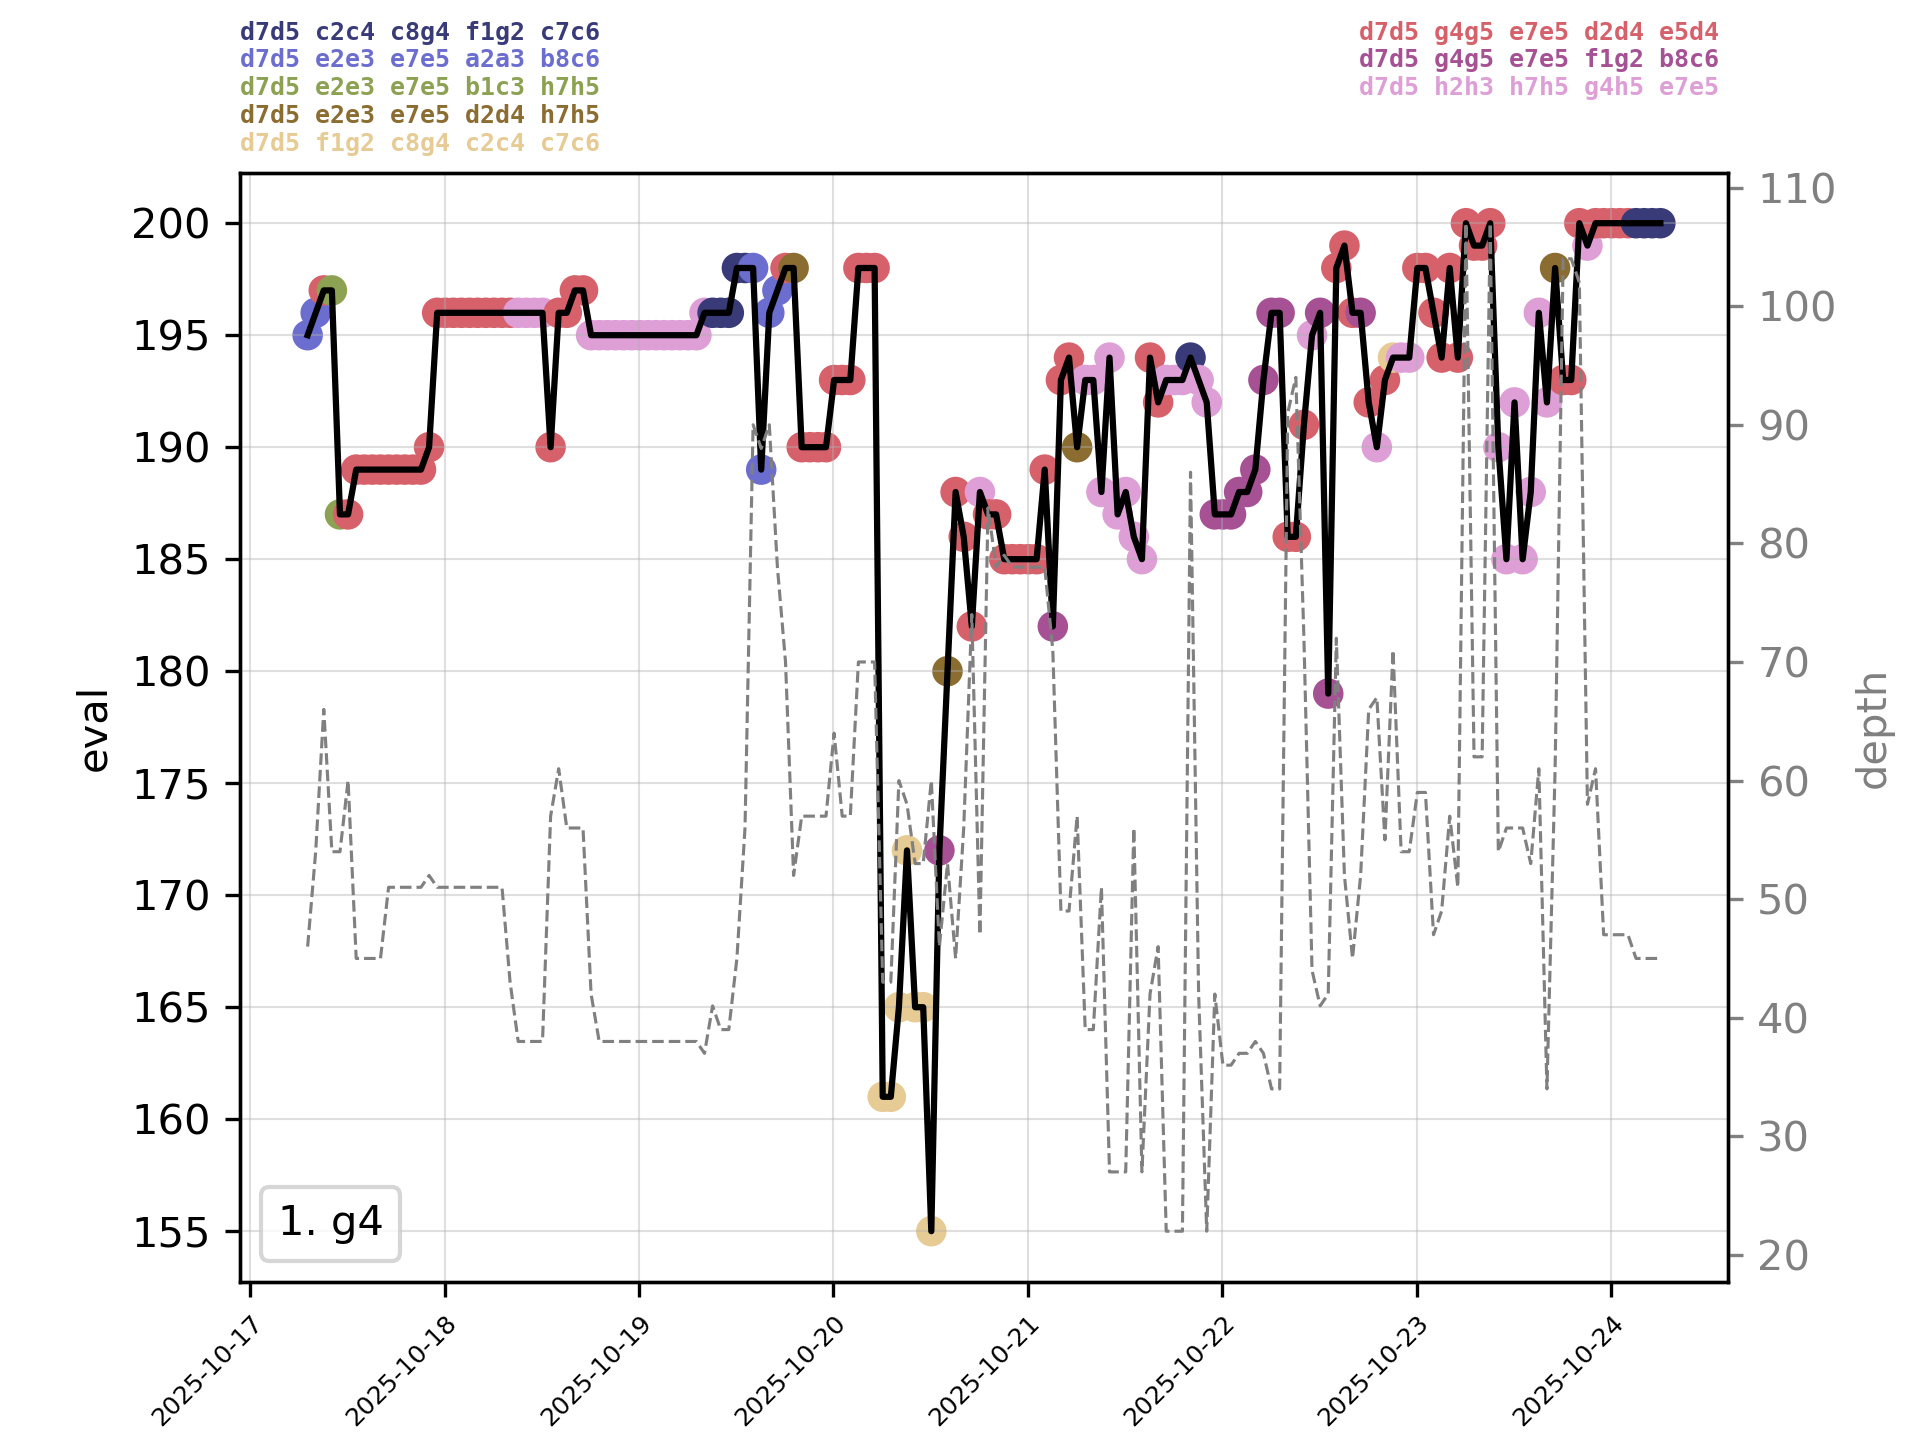 d7d5 c2c4 c8g4 f1g2 c7c6
d7d5 e2e3 e7e5 a2a3 b8c6
d7d5 e2e3 e7e5 b1c3 h7h5
d7d5 e2e3 e7e5 d2d4 h7h5
d7d5 f1g2 c8g4 c2c4 c7c6
d7d5 g4g5 e7e5 d2d4 e5d4
d7d5 g4g5 e7e5 f1g2 b8c6
d7d5 h2h3 h7h5 g4h5 e7e5
eval
200
195
190
185
180
175
170
165
160
155
1. g4
110
100
90
80
70
60
50
40
30
20
depth
2025-10-17
2025-10-18
2025-10-19
2025-10-20
2025-10-21
2025-10-22
2025-10-23
2025-10-24